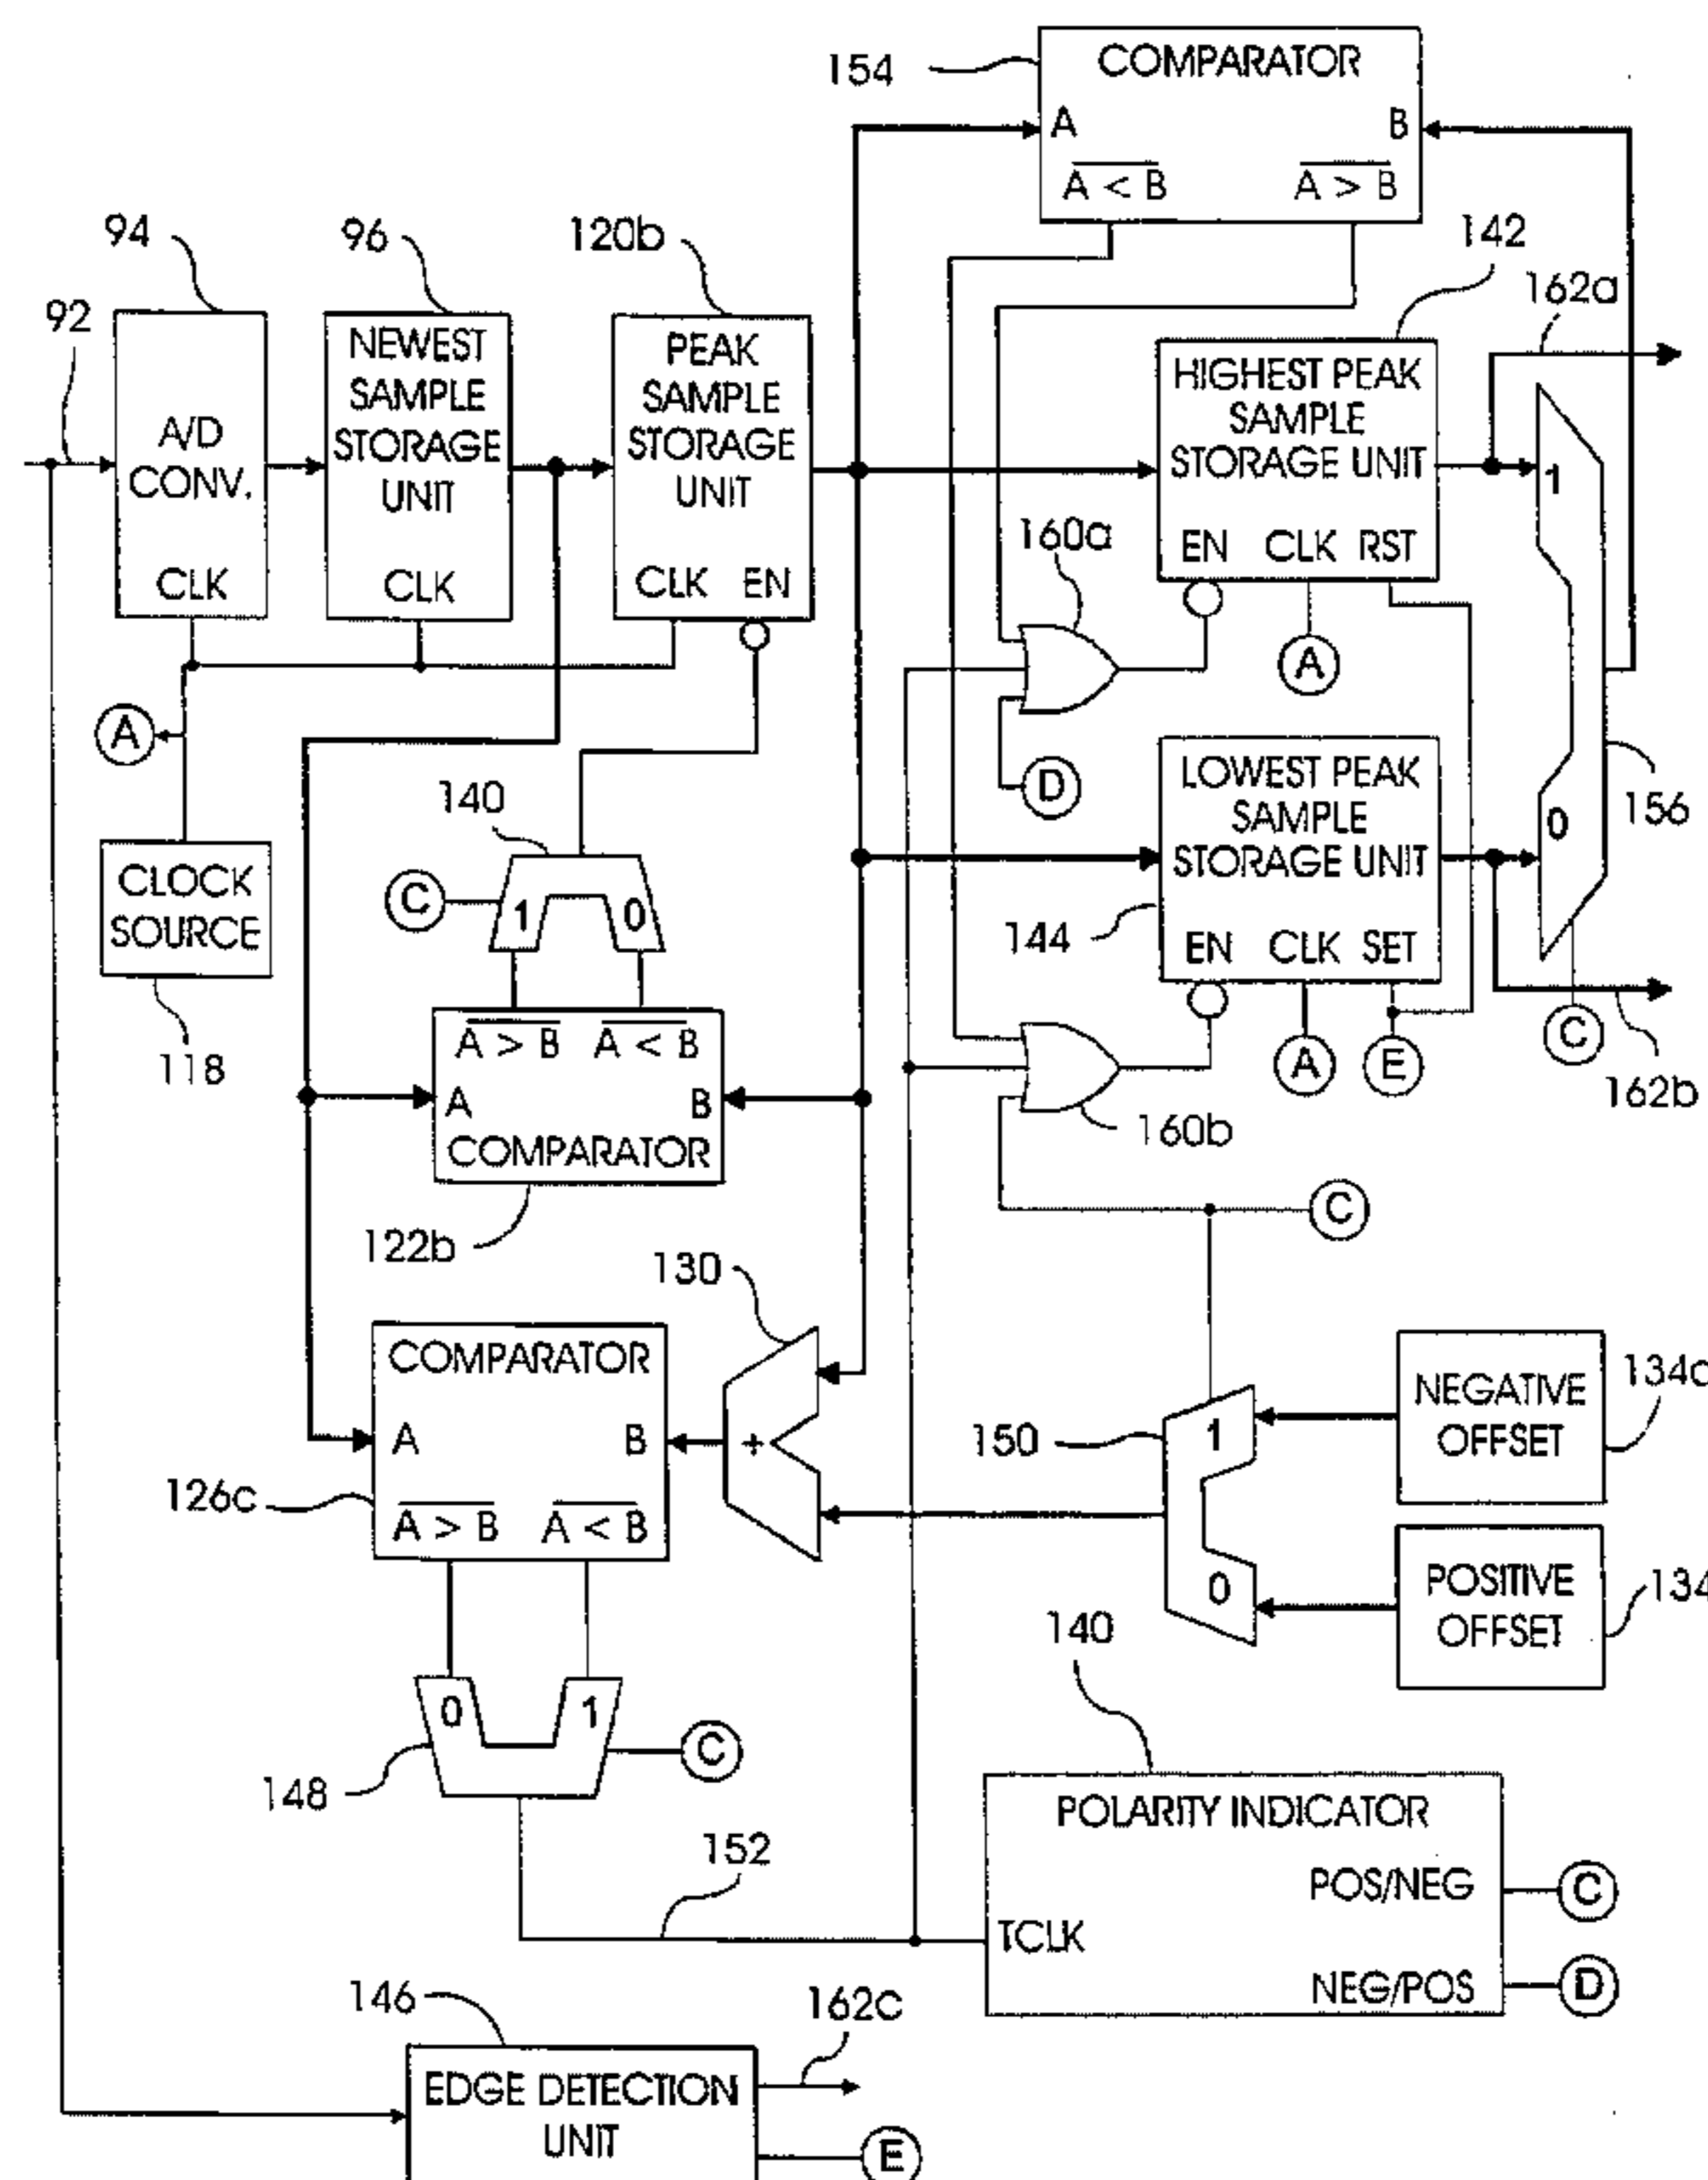 154
COMPARATOR
A
B
A < B
A > B
94
96
120b
142
162a
92
A/D
CONV.
CLK
NEWEST
SAMPLE
STORAGE
UNIT
CLK
PEAK
SAMPLE
STORAGE
UNIT
CLK EN
HIGHEST PEAK
SAMPLE
STORAGE UNIT
EN CLK RST
1
160a
A
A
D
140
LOWEST PEAK
SAMPLE
STORAGE UNIT
EN CLK SET
0
156
CLOCK
SOURCE
118
C
1
0
144
A > B
A < B
A
B
COMPARATOR
122b
A
E
C
162b
160b
C
130
COMPARATOR
A
B
A > B
A < B
126c
+
150
1
0
NEGATIVE
OFFSET
POSITIVE
OFFSET
134
0
1
C
148
140
152
POLARITY INDICATOR
POS/NEG
TCLK
NEG/POS
C
D
146
162c
EDGE DETECTION
UNIT
E